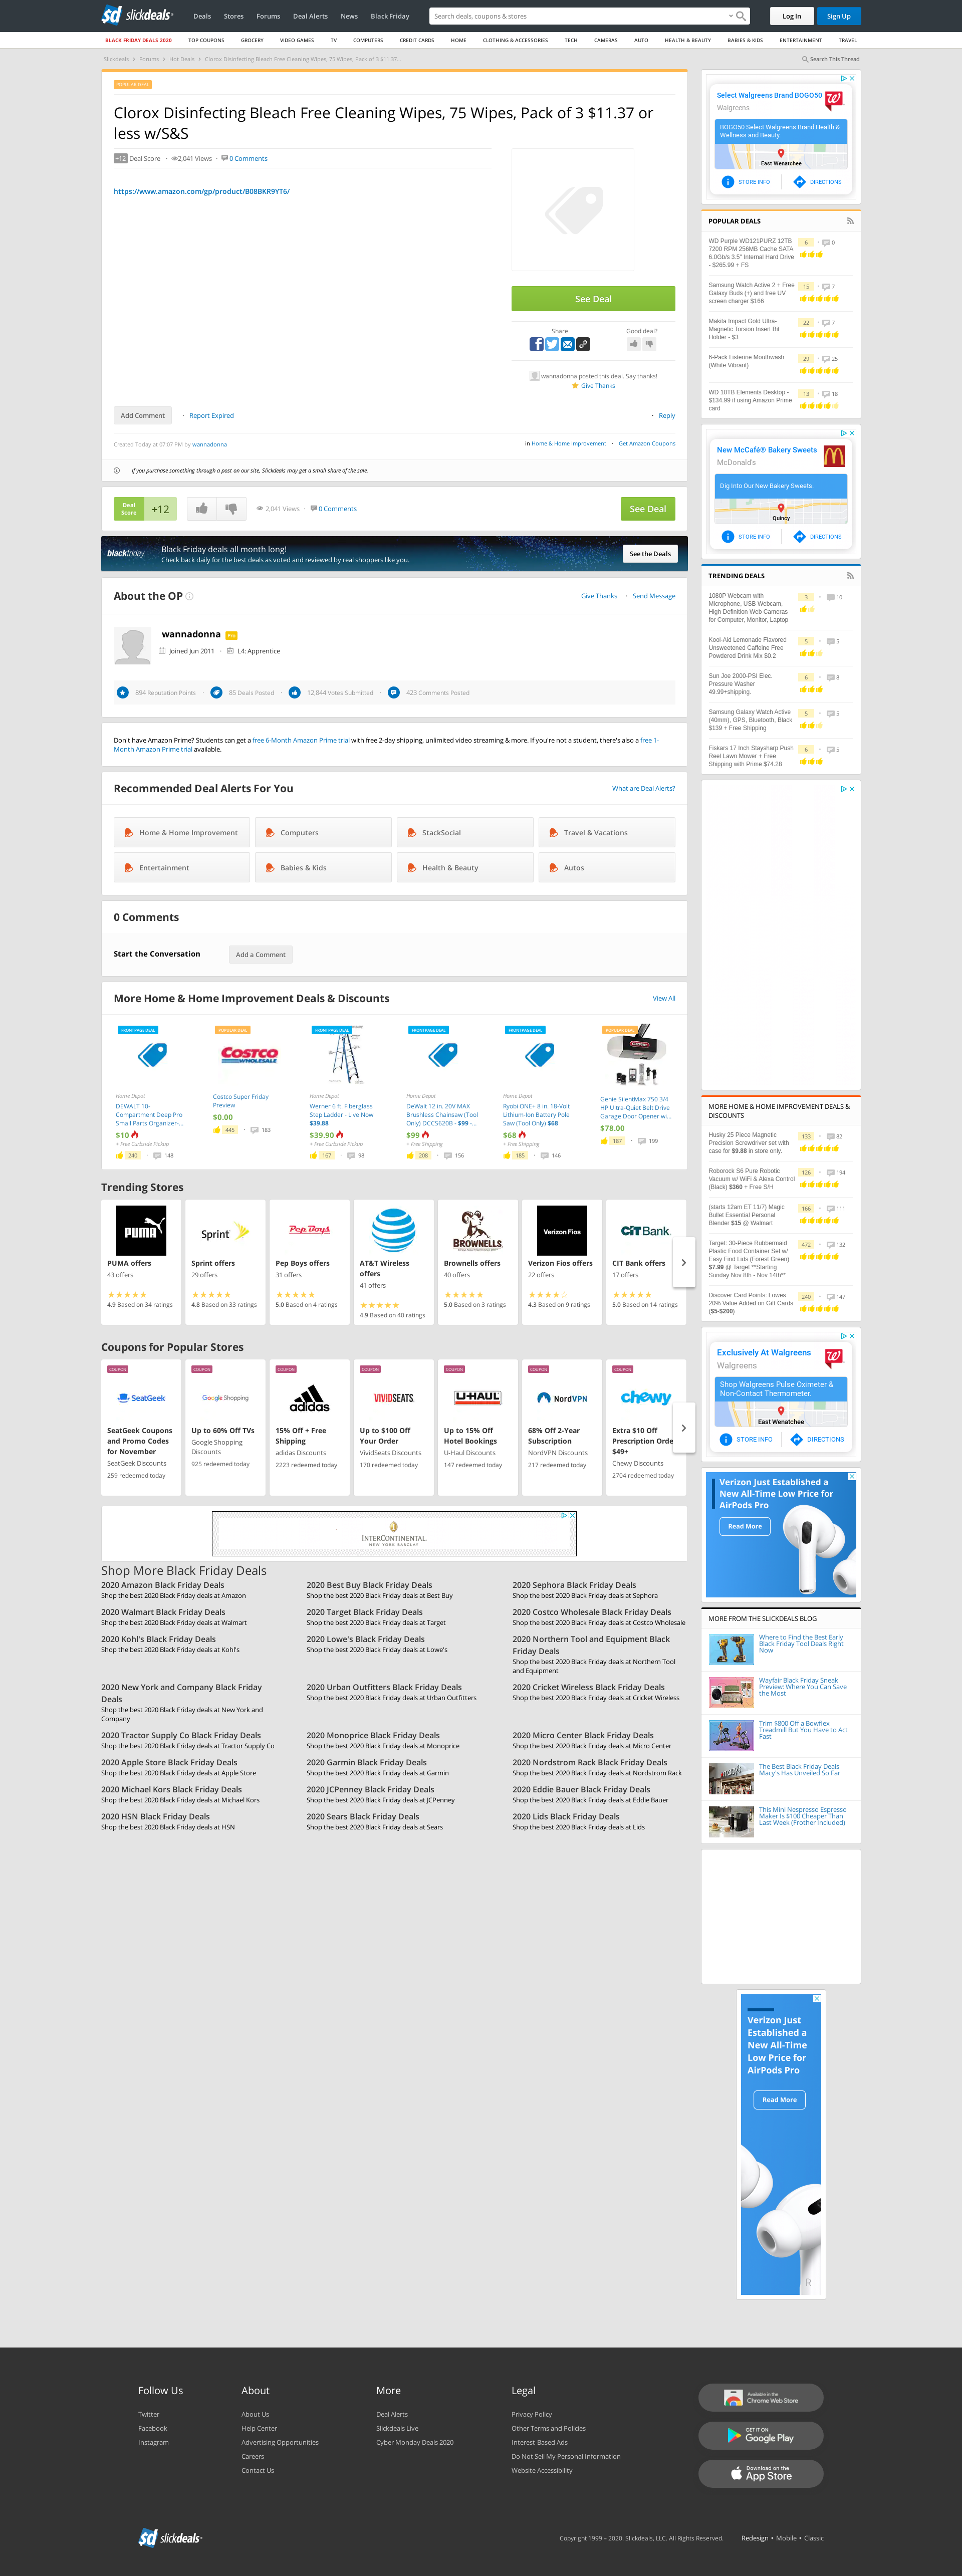 slickdeals
Deals Stores Forums Deal Alerts News Black Friday
Search deals, coupons & stores
Log In Sign Up
BLACK FRIDAY DEALS 2020 TOP COUPONS GROCERY VIDEO GAMES TV COMPUTERS CREDIT CARDS HOME CLOTHING & ACCESSORIES TECH CAMERAS AUTO HEALTH & BEAUTY BABIES & KIDS ENTERTAINMENT TRAVEL
Slickdeals Forums Hot Deals Clorox Disinfecting Bleach Free Cleaning Wipes, 75 Wipes, Pack of 3 $11.37...
Search This Thread
POPULAR DEAL
Clorox Disinfecting Bleach Free Cleaning Wipes, 75 Wipes, Pack of 3 $11.37 or
less w/S&S
+12 Deal Score · 2,041 Views · 0 Comments
https://www.amazon.com/gp/product/B08BKR9YT6/
See Deal
Share Good deal?
wannadonna posted this deal. Say thanks!
Give Thanks
Add Comment · Report Expired · Reply
Created Today at 07:07 PM by wannadonna
in Home & Home Improvement · Get Amazon Coupons
If you purchase something through a post on our site, Slickdeals may get a small share of the sale.
Deal
Score
+12
2,041 Views · 0 Comments
See Deal
blackfriday
Black Friday deals all month long!
Check back daily for the best deals as voted and reviewed by real shoppers like you.
See the Deals
About the OP
Give Thanks · Send Message
wannadonna Pro
Joined Jun 2011 · L4: Apprentice
894 Reputation Points · 85 Deals Posted · 12,844 Votes Submitted · 423 Comments Posted
Don't have Amazon Prime? Students can get a free 6-Month Amazon Prime trial with free 2-day shipping, unlimited video streaming & more. If you're not a student, there's also a free 1-
Month Amazon Prime trial available.
Recommended Deal Alerts For You
What are Deal Alerts?
Home & Home Improvement Computers StackSocial Travel & Vacations
Entertainment Babies & Kids Health & Beauty Autos
0 Comments
Start the Conversation
Add a Comment
More Home & Home Improvement Deals & Discounts
View All
FRONTPAGE DEAL
Home Depot
DEWALT 10-
Compartment Deep Pro
Small Parts Organizer-...
$10
+ Free Curbside Pickup
240 · 148
POPULAR DEAL
COSTCO
WHOLESALE
Costco Super Friday
Preview
$0.00
445 · 183
FRONTPAGE DEAL
Home Depot
Werner 6 ft. Fiberglass
Step Ladder - Live Now
$39.88
$39.90
+ Free Curbside Pickup
167 · 98
FRONTPAGE DEAL
Home Depot
DeWalt 12 in. 20V MAX
Brushless Chainsaw (Tool
Only) DCCS620B - $99 -...
$99
+ Free Shipping
208 · 156
FRONTPAGE DEAL
Home Depot
Ryobi ONE+ 8 in. 18-Volt
Lithium-Ion Battery Pole
Saw (Tool Only) $68
$68
+ Free Shipping
185 · 146
POPULAR DEAL
Genie SilentMax 750 3/4
HP Ultra-Quiet Belt Drive
Garage Door Opener wi...
$78.00
187 · 199
Trending Stores
PUMA
PUMA offers
43 offers
4.9 Based on 34 ratings
Sprint
Sprint offers
29 offers
4.8 Based on 33 ratings
Pep Boys
Pep Boys offers
31 offers
5.0 Based on 4 ratings
AT&T Wireless
offers
41 offers
4.9 Based on 40 ratings
BROWNELLS
Brownells offers
40 offers
5.0 Based on 3 ratings
Verizon Fios
Verizon Fios offers
22 offers
4.3 Based on 9 ratings
CIT BANK
CIT Bank offers
17 offers
5.0 Based on 14 ratings
Coupons for Popular Stores
COUPON
SeatGeek
SeatGeek Coupons
and Promo Codes
for November
SeatGeek Discounts
259 redeemed today
COUPON
Google Shopping
Up to 60% Off TVs
Google Shopping
Discounts
925 redeemed today
COUPON
adidas
15% Off + Free
Shipping
adidas Discounts
2223 redeemed today
COUPON
VIVIDSEATS
Up to $100 Off
Your Order
VividSeats Discounts
170 redeemed today
COUPON
U-HAUL
Up to 15% Off
Hotel Bookings
U-Haul Discounts
147 redeemed today
COUPON
NordVPN
68% Off 2-Year
Subscription
NordVPN Discounts
217 redeemed today
COUPON
chewy
Extra $10 Off
Prescription Orde
$49+
Chewy Discounts
2704 redeemed today
INTERCONTINENTAL
NEW YORK BARCLAY
Shop More Black Friday Deals
2020 Amazon Black Friday Deals
Shop the best 2020 Black Friday deals at Amazon
2020 Best Buy Black Friday Deals
Shop the best 2020 Black Friday deals at Best Buy
2020 Sephora Black Friday Deals
Shop the best 2020 Black Friday deals at Sephora
2020 Walmart Black Friday Deals
Shop the best 2020 Black Friday deals at Walmart
2020 Target Black Friday Deals
Shop the best 2020 Black Friday deals at Target
2020 Costco Wholesale Black Friday Deals
Shop the best 2020 Black Friday deals at Costco Wholesale
2020 Kohl's Black Friday Deals
Shop the best 2020 Black Friday deals at Kohl's
2020 Lowe's Black Friday Deals
Shop the best 2020 Black Friday deals at Lowe's
2020 Northern Tool and Equipment Black
Friday Deals
Shop the best 2020 Black Friday deals at Northern Tool
and Equipment
2020 New York and Company Black Friday
Deals
Shop the best 2020 Black Friday deals at New York and
Company
2020 Urban Outfitters Black Friday Deals
Shop the best 2020 Black Friday deals at Urban Outfitters
2020 Cricket Wireless Black Friday Deals
Shop the best 2020 Black Friday deals at Cricket Wireless
2020 Tractor Supply Co Black Friday Deals
Shop the best 2020 Black Friday deals at Tractor Supply Co
2020 Monoprice Black Friday Deals
Shop the best 2020 Black Friday deals at Monoprice
2020 Micro Center Black Friday Deals
Shop the best 2020 Black Friday deals at Micro Center
2020 Apple Store Black Friday Deals
Shop the best 2020 Black Friday deals at Apple Store
2020 Garmin Black Friday Deals
Shop the best 2020 Black Friday deals at Garmin
2020 Nordstrom Rack Black Friday Deals
Shop the best 2020 Black Friday deals at Nordstrom Rack
2020 Michael Kors Black Friday Deals
Shop the best 2020 Black Friday deals at Michael Kors
2020 JCPenney Black Friday Deals
Shop the best 2020 Black Friday deals at JCPenney
2020 Eddie Bauer Black Friday Deals
Shop the best 2020 Black Friday deals at Eddie Bauer
2020 HSN Black Friday Deals
Shop the best 2020 Black Friday deals at HSN
2020 Sears Black Friday Deals
Shop the best 2020 Black Friday deals at Sears
2020 Lids Black Friday Deals
Shop the best 2020 Black Friday deals at Lids
Select Walgreens Brand BOGO50
Walgreens
BOGO50 Select Walgreens Brand Health &
Wellness and Beauty.
East Wenatchee
STORE INFO DIRECTIONS
POPULAR DEALS
WD Purple WD121PURZ 12TB
7200 RPM 256MB Cache SATA
6.0Gb/s 3.5" Internal Hard Drive
- $265.99 + FS
6 · 0
Samsung Watch Active 2 + Free
Galaxy Buds (+) and free UV
screen charger $166
15 · 7
Makita Impact Gold Ultra-
Magnetic Torsion Insert Bit
Holder - $3
22 · 7
6-Pack Listerine Mouthwash
(White Vibrant)
29 · 25
WD 10TB Elements Desktop -
$134.99 if using Amazon Prime
card
13 · 18
New McCafé® Bakery Sweets
McDonald's
Dig Into Our New Bakery Sweets.
Quincy
STORE INFO DIRECTIONS
TRENDING DEALS
1080P Webcam with
Microphone, USB Webcam,
High Definition Web Cameras
for Computer, Monitor, Laptop
3 · 10
Kool-Aid Lemonade Flavored
Unsweetened Caffeine Free
Powdered Drink Mix $0.2
5 · 5
Sun Joe 2000-PSI Elec.
Pressure Washer
49.99+shipping.
6 · 8
Samsung Galaxy Watch Active
(40mm), GPS, Bluetooth, Black
$139 + Free Shipping
5 · 5
Fiskars 17 Inch Staysharp Push
Reel Lawn Mower + Free
Shipping with Prime $74.28
6 · 5
MORE HOME & HOME IMPROVEMENT DEALS &
DISCOUNTS
Husky 25 Piece Magnetic
Precision Screwdriver set with
case for $9.88 in store only.
133 · 82
Roborock S6 Pure Robotic
Vacuum w/ WiFi & Alexa Control
(Black) $360 + Free S/H
126 · 194
(starts 12am ET 11/7) Magic
Bullet Essential Personal
Blender $15 @ Walmart
166 · 111
Target: 30-Piece Rubbermaid
Plastic Food Container Set w/
Easy Find Lids (Forest Green)
$7.99 @ Target **Starting
Sunday Nov 8th - Nov 14th**
472 · 132
Discover Card Points: Lowes
20% Value Added on Gift Cards
($5-$200)
240 · 147
Exclusively At Walgreens
Walgreens
Shop Walgreens Pulse Oximeter &
Non-Contact Thermometer.
East Wenatchee
STORE INFO DIRECTIONS
Verizon Just Established a
New All-Time Low Price for
AirPods Pro
Read More
MORE FROM THE SLICKDEALS BLOG
Where to Find the Best Early
Black Friday Tool Deals Right
Now
Wayfair Black Friday Sneak
Preview: Where You Can Save
the Most
Trim $800 Off a Bowflex
Treadmill But You Have to Act
Fast
The Best Black Friday Deals
Macy's Has Unveiled So Far
This Mini Nespresso Espresso
Maker Is $100 Cheaper Than
Last Week (Frother Included)
Verizon Just
Established a
New All-Time
Low Price for
AirPods Pro
Read More
R
Follow Us
Twitter
Facebook
Instagram
About
About Us
Help Center
Advertising Opportunities
Careers
Contact Us
More
Deal Alerts
Slickdeals Live
Cyber Monday Deals 2020
Legal
Privacy Policy
Other Terms and Policies
Interest-Based Ads
Do Not Sell My Personal Information
Website Accessibility
Available in the
Chrome Web Store
GET IT ON
Google Play
Download on the
App Store
slickdeals
Copyright 1999 – 2020. Slickdeals, LLC. All Rights Reserved.
Redesign • Mobile • Classic